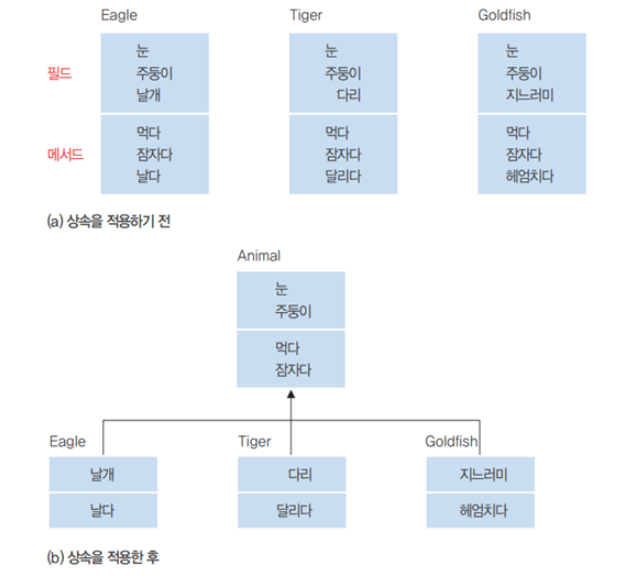 Eagle Tiger Goldfish
눈 눈 눈
필드 주둥이 주둥이 주둥이
날개 다리 지느러미
먹다 먹다 먹다
메서드 잠자다 잠자다 잠자다
날다 달리다 헤엄치다
(a) 상속을 적용하기 전
Animal
눈
주둥이
먹다
잠자다
Eagle Tiger Goldfish
날개 다리 지느러미
날다 달리다 헤엄치다
(b) 상속을 적용한 후